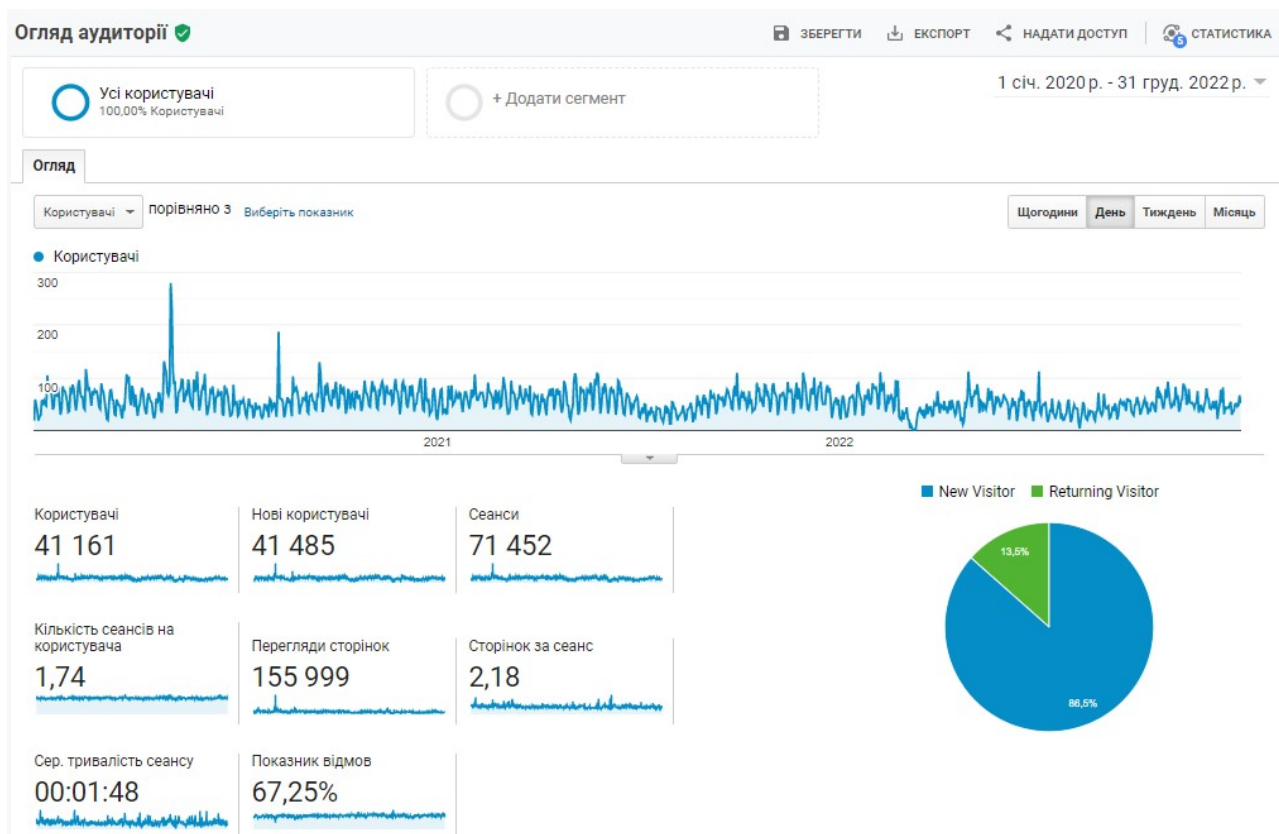 Огляд аудиторії
ЗБЕРЕГТИ ЕКСПОРТ НАДАТИ ДОСТУП 5 СТАТИСТИКА
Усі користувачі
100,00% Користувачі
+ Додати сегмент
1 січ. 2020 р. - 31 груд. 2022 р.
Огляд
Користувачі порівняно з Виберіть показник
Щогодини День Тиждень Місяць
Користувачі
300
200
100
2021 2022
New Visitor Returning Visitor
13,5%
86,5%
Користувачі Нові користувачі Сеанси
41 161 41 485 71 452
Кількість сеансів на
користувача Перегляди сторінок Сторінок за сеанс
1,74 155 999 2,18
Сер. тривалість сеансу Показник відмов
00:01:48 67,25%